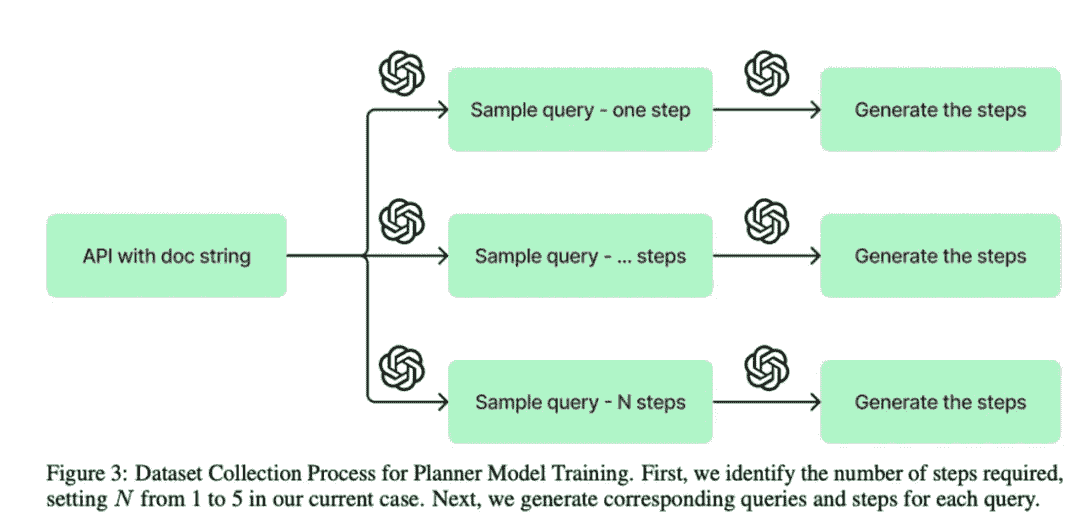 Sample query - one step
Generate the steps
API with doc string
Sample query - ... steps
Generate the steps
Sample query - N steps
Generate the steps
Figure 3: Dataset Collection Process for Planner Model Training. First, we identify the number of steps required,
setting N from 1 to 5 in our current case. Next, we generate corresponding queries and steps for each query.